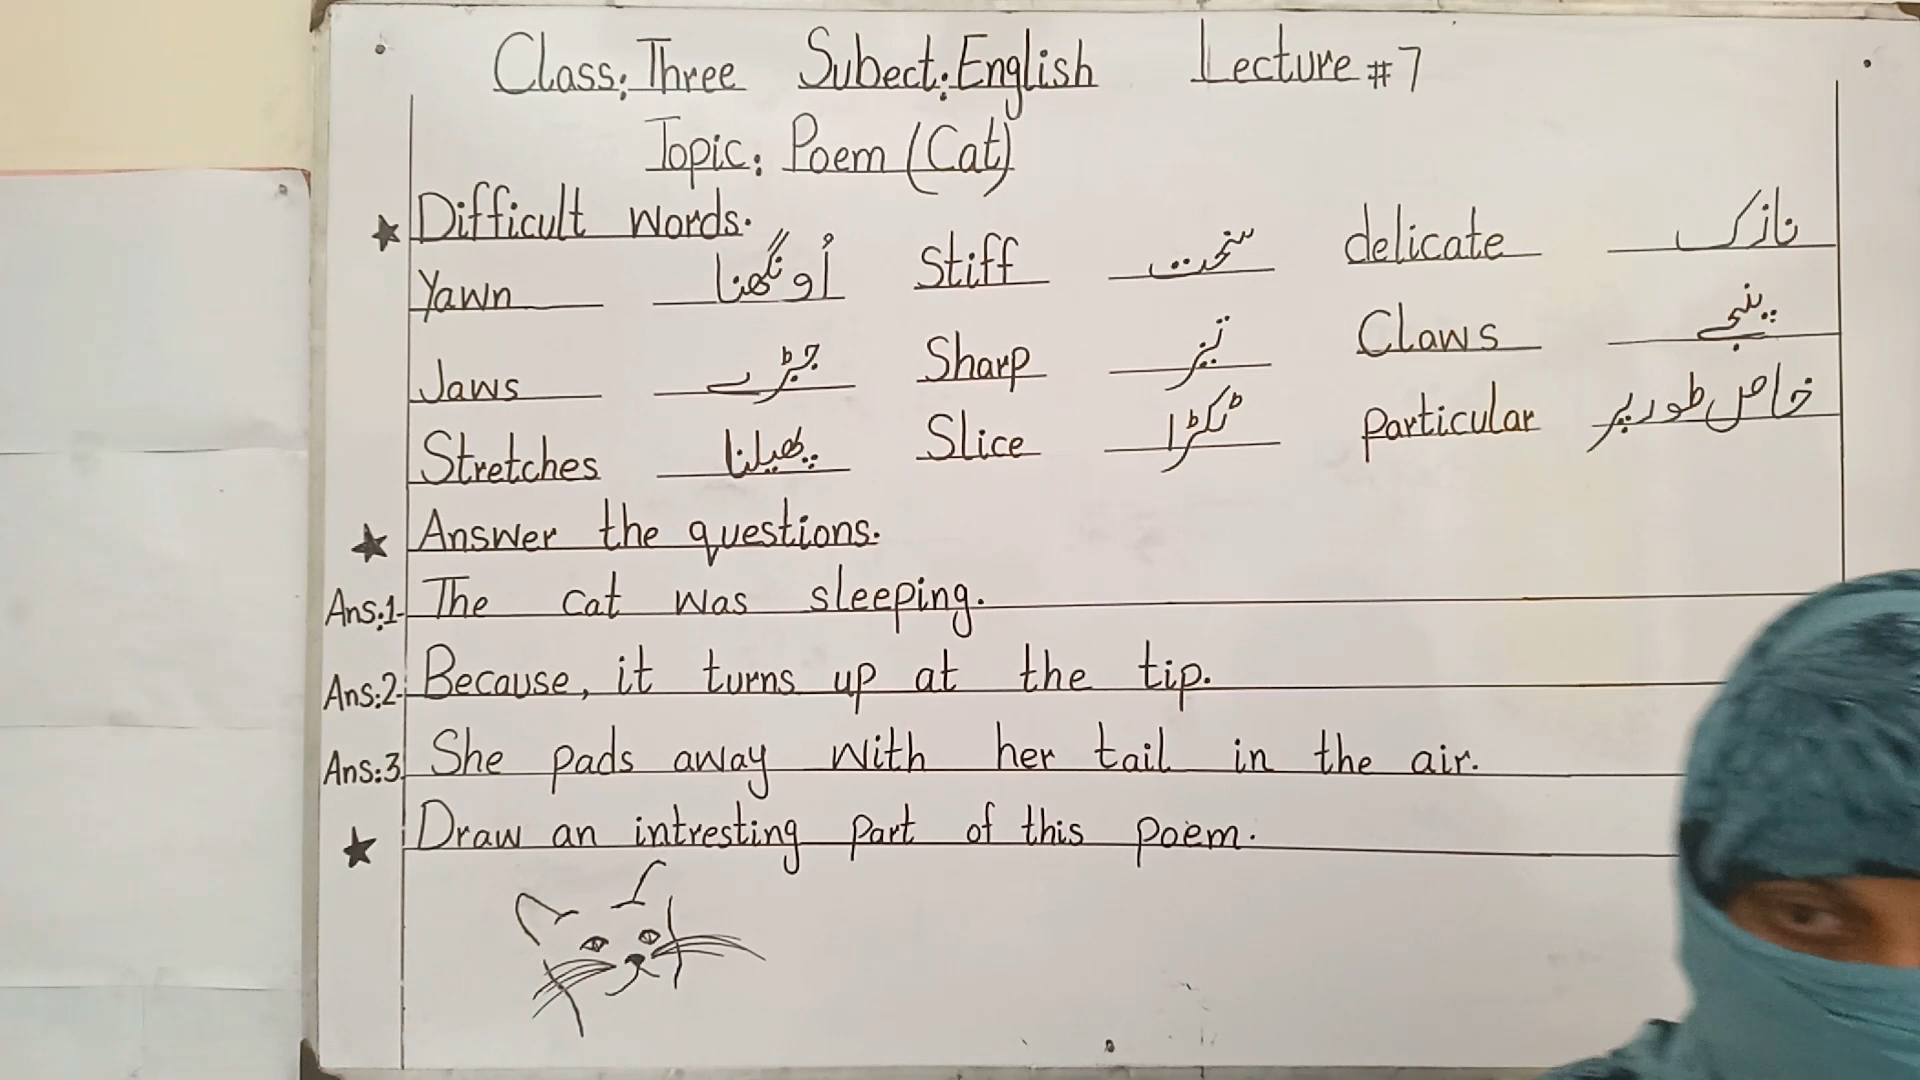 Class: Three Subect: English Lecture # 7
Topic: Poem (Cat)
Difficult words.
Yawn اُونگھنا Stiff سخت delicate نازک
Jaws جبڑے Sharp تیز Claws پنجے
Stretches پھیلنا Slice ٹکڑا particular خاص طور پر
Answer the questions.
Ans:1- The cat was sleeping.
Ans:2- Because, it turns up at the tip.
Ans:3 She pads away with her tail in the air.
Draw an intresting part of this poem.